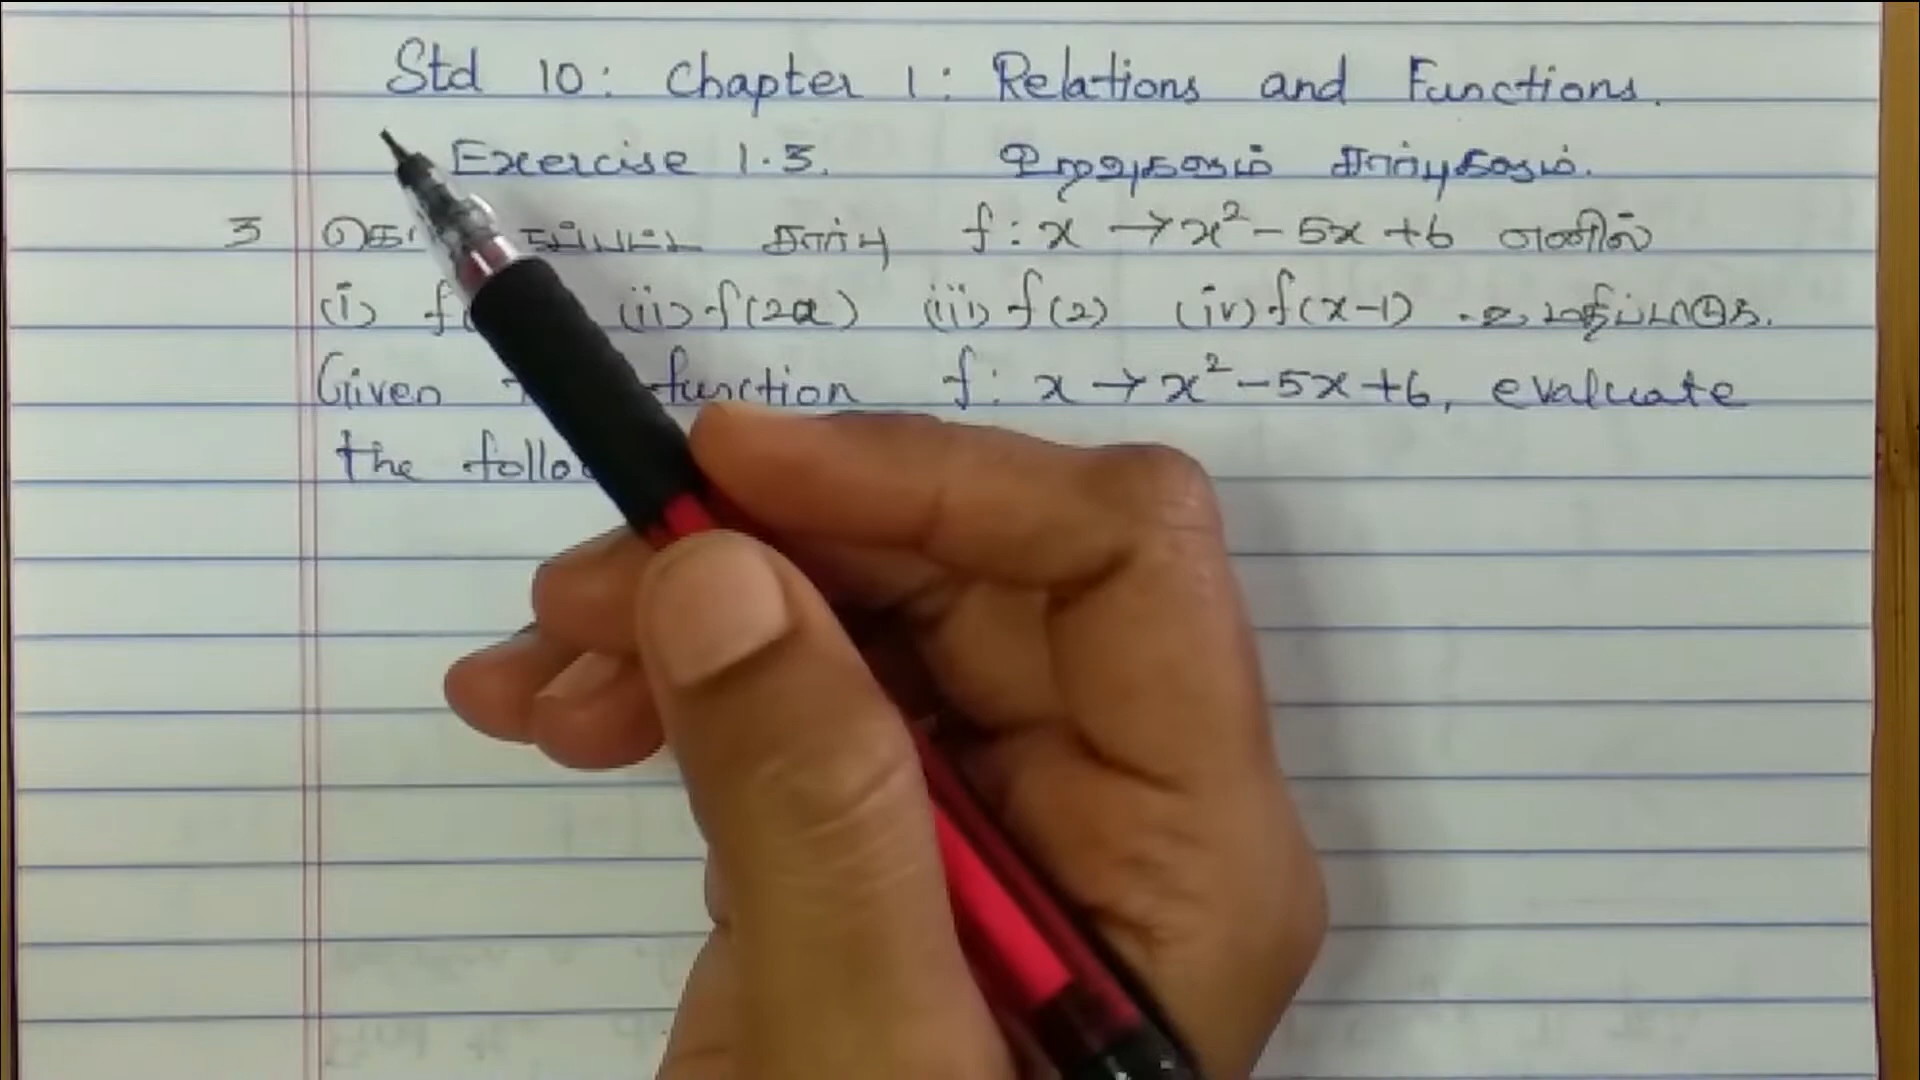 Std 10: Chapter 1: Relations and Functions.
Exercise 1.3. உறவுகளும் சார்புகளும்.
3 சார்பு f : x → x² - 5x + 6 எனில்
(i) (ii) f(2a) (iii) f(2) (iv) f(x-1) ஐ மதிப்பிடுக.
Given function f: x → x² - 5x + 6, evaluate
the